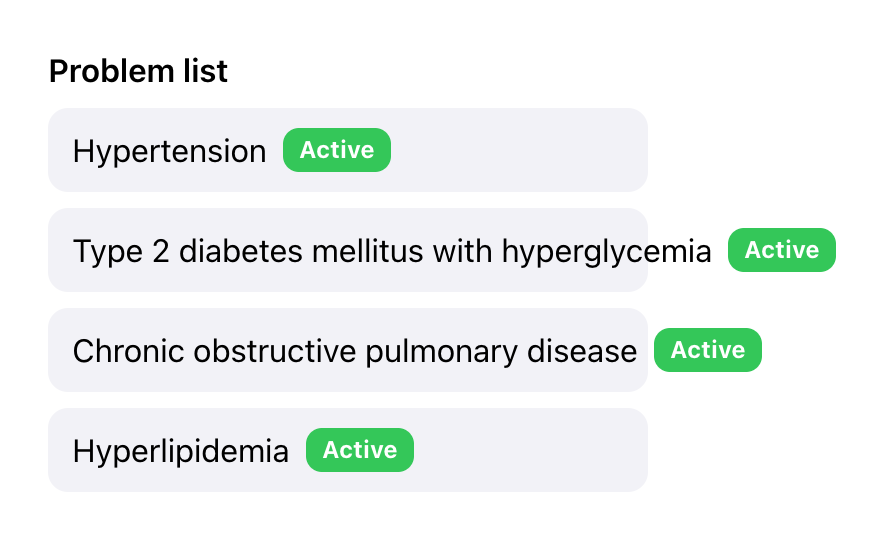 Problem list
Hypertension Active
Type 2 diabetes mellitus with hyperglycemia Active
Chronic obstructive pulmonary disease Active
Hyperlipidemia Active